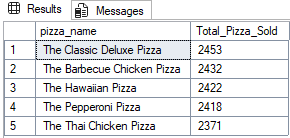 Results Messages
pizza_name Total_Pizza_Sold
1 The Classic Deluxe Pizza 2453
2 The Barbecue Chicken Pizza 2432
3 The Hawaiian Pizza 2422
4 The Pepperoni Pizza 2418
5 The Thai Chicken Pizza 2371